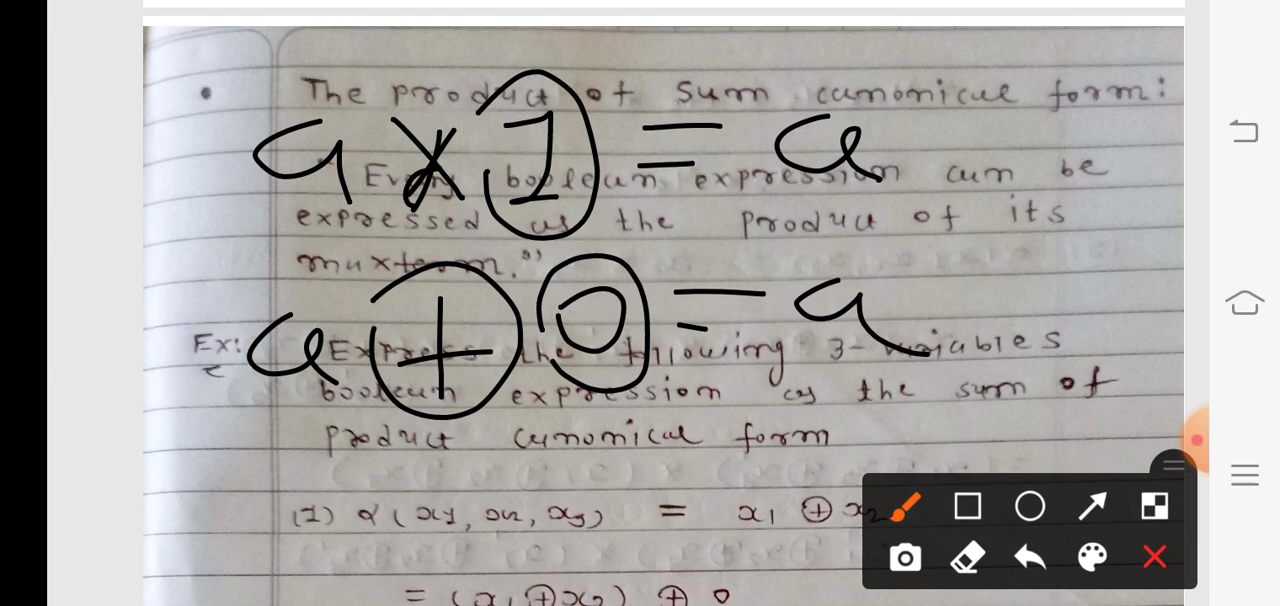 The product of sum canonical form:
a × 1 = a
"Every boolean expression can be
expressed as the product of its
maxterm."
a + 0 = a
Ex: Express the following 3-variables
boolean expression as the sum of
product canonical form
(1) α(x1, x2, x3) = x1 ⊕ x2
= (x1 ⊕ x2) ⊕ 0